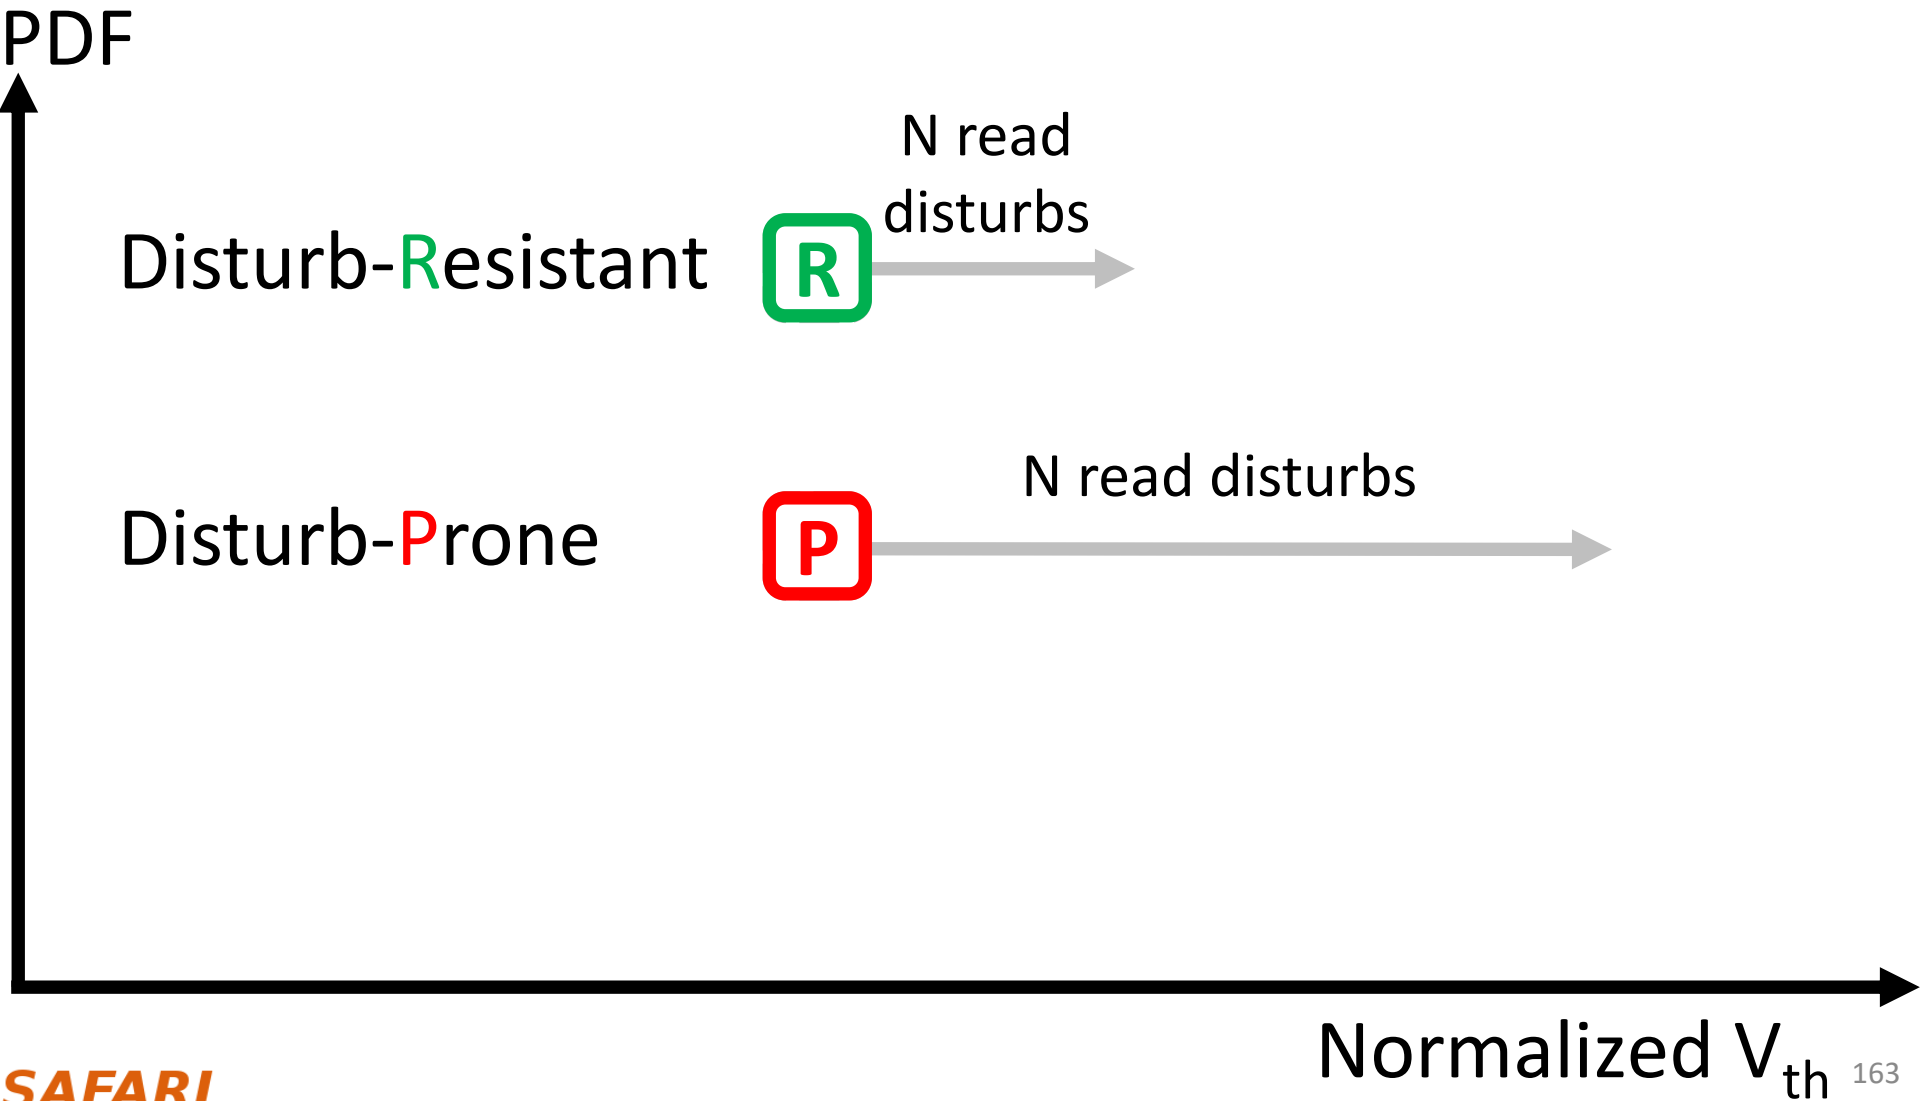 PDF
N read
disturbs
Disturb-Resistant
R
N read disturbs
Disturb-Prone
P
Normalized Vth
SAFARI
163